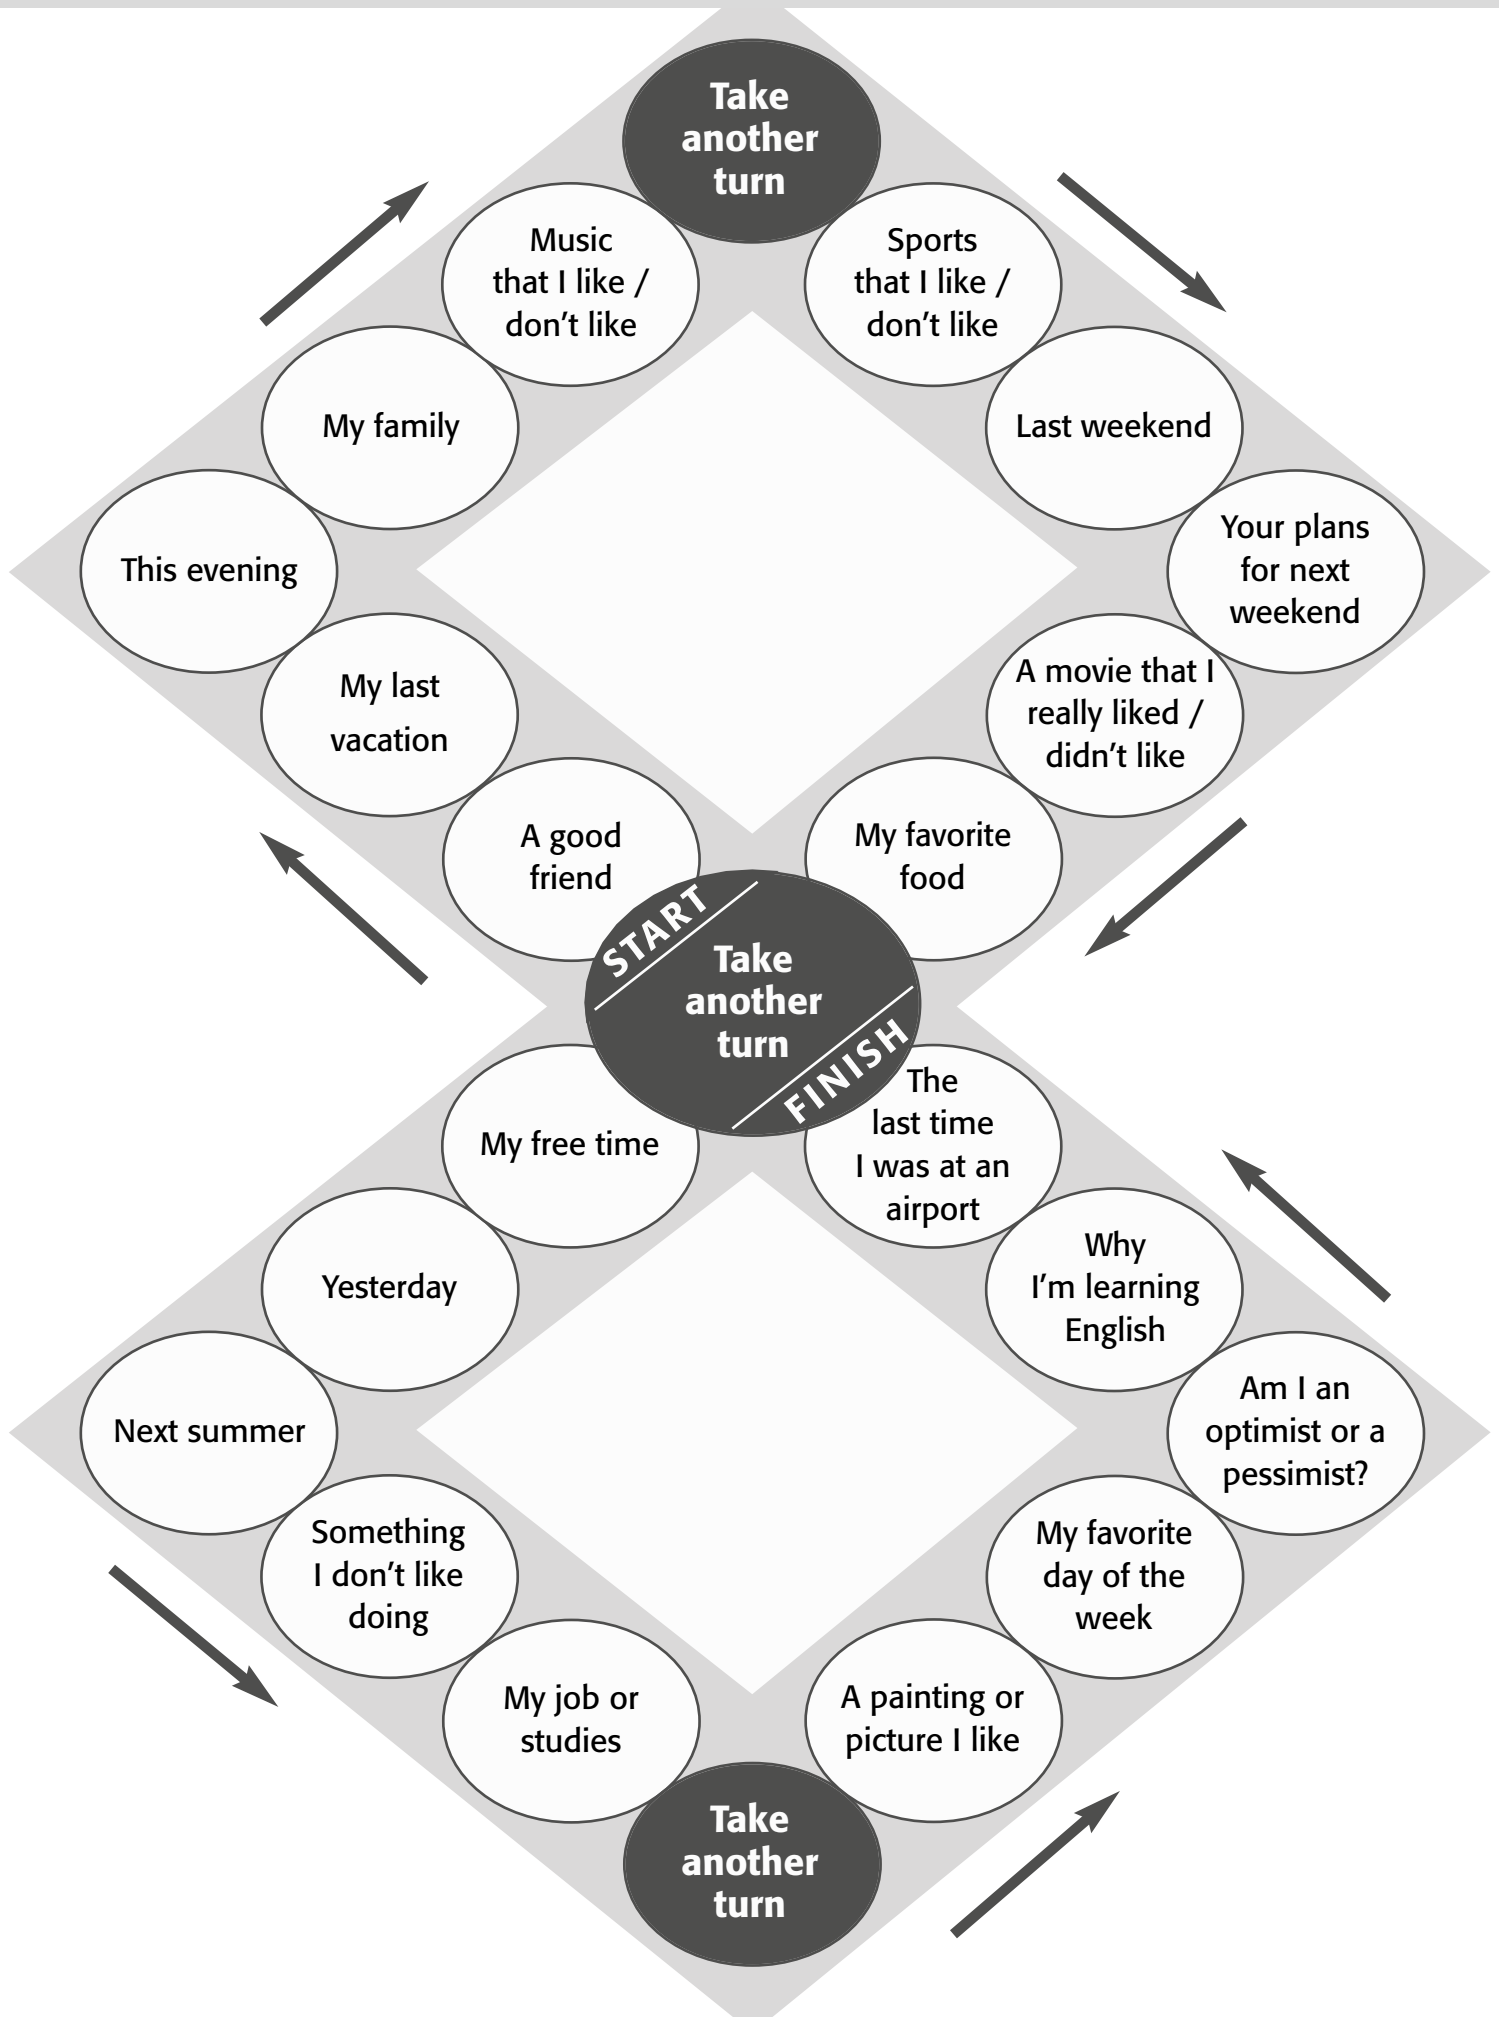 Take
another
turn
Music
that I like /
don't like
Sports
that I like /
don't like
My family
Last weekend
This evening
Your plans
for next
weekend
My last
vacation
A movie that I
really liked /
didn't like
A good
friend
My favorite
food
START
Take
another
turn
FINISH
My free time
The
last time
I was at an
airport
Yesterday
Why
I'm learning
English
Next summer
Am I an
optimist or a
pessimist?
Something
I don't like
doing
My favorite
day of the
week
My job or
studies
A painting or
picture I like
Take
another
turn